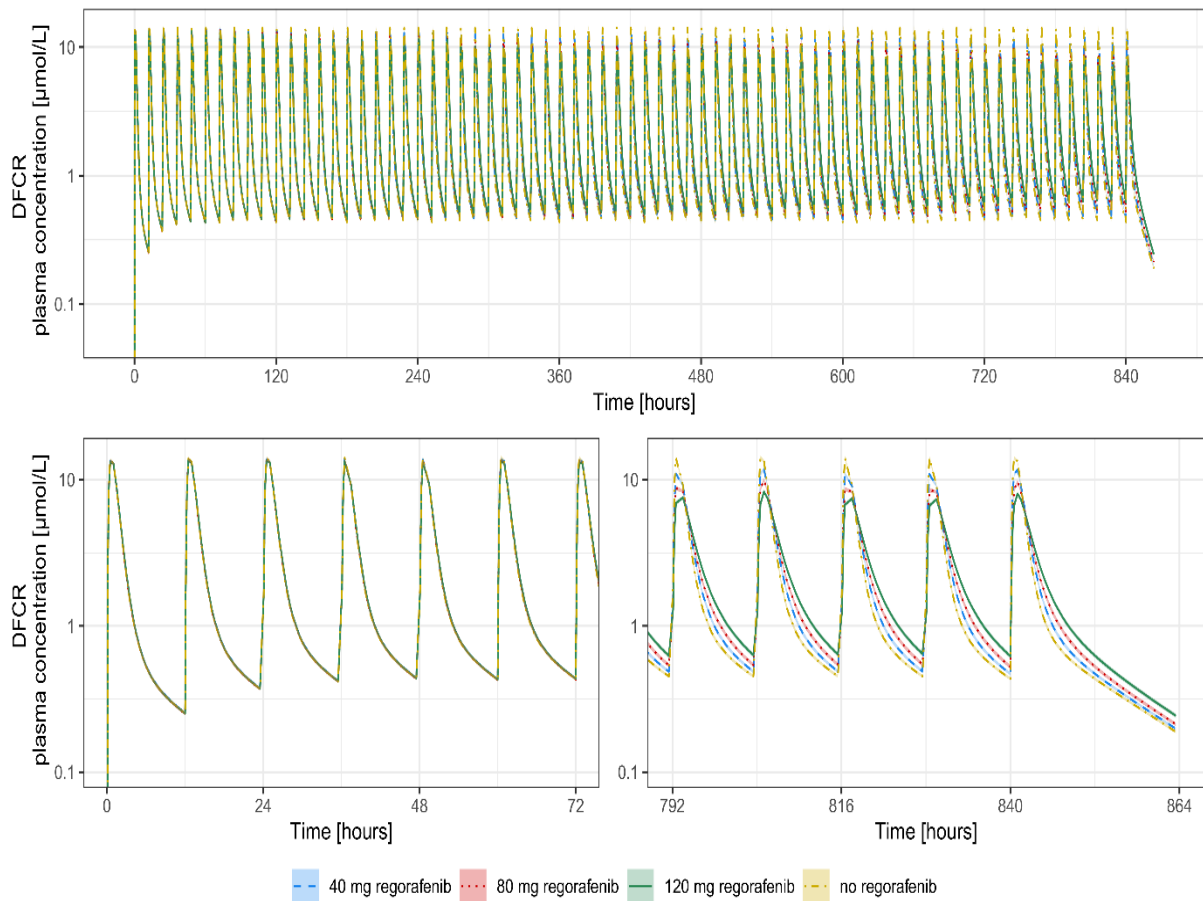 DFCR
plasma concentration [µmol/L]
10
1
0.1
0 120 240 360 480 600 720 840
Time [hours]
DFCR
plasma concentration [µmol/L]
10
1
0.1
0 24 48 72
Time [hours]
10
1
0.1
792 816 840 864
Time [hours]
40 mg regorafenib 80 mg regorafenib 120 mg regorafenib no regorafenib